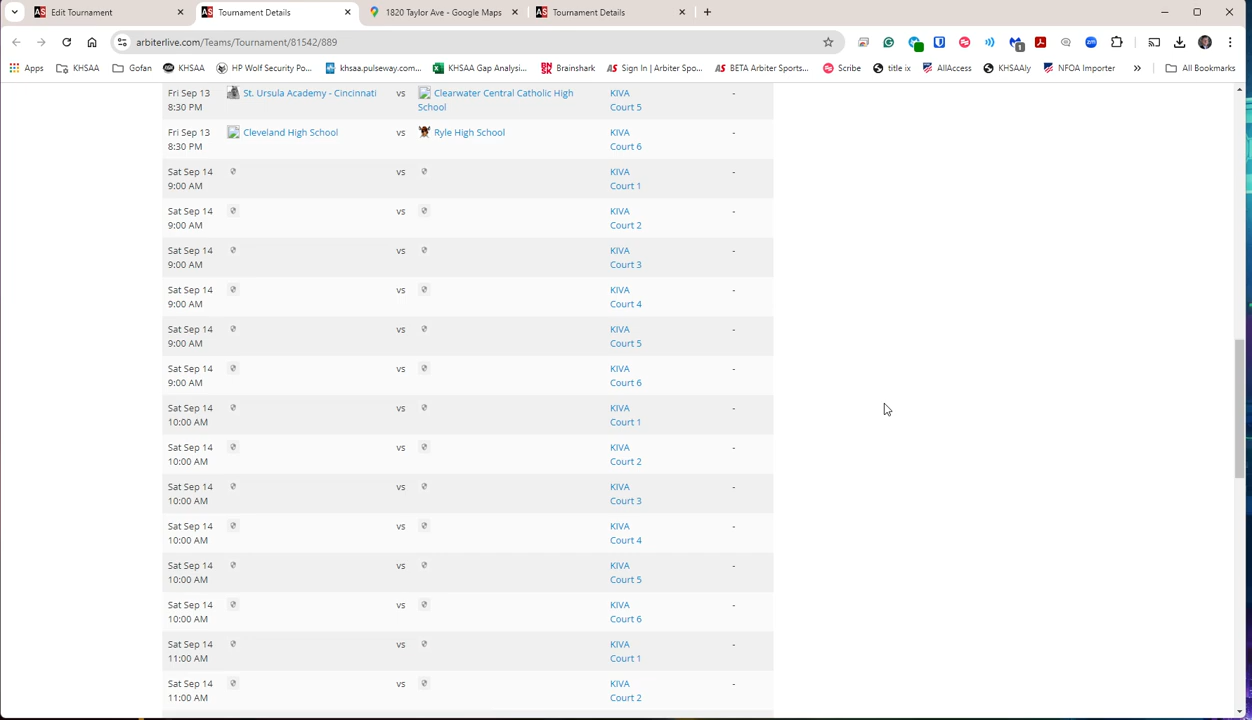 Edit Tournament
Tournament Details
1820 Taylor Ave - Google Maps
Tournament Details
arbiterlive.com/Teams/Tournament/81542/889
Apps KHSAA Gofan KHSAA HP Wolf Security Po... khsaa.pulseway.com... KHSAA Gap Analysi... Brainshark Sign In | Arbiter Spo... BETA Arbiter Sports... Scribe title ix AllAccess KHSAAly NFOA Importer » All Bookmarks
Fri Sep 13 St. Ursula Academy - Cincinnati vs Clearwater Central Catholic High KIVA -
8:30 PM School Court 5
Fri Sep 13 Cleveland High School vs Ryle High School KIVA -
8:30 PM Court 6
Sat Sep 14 vs KIVA -
9:00 AM Court 1
Sat Sep 14 vs KIVA -
9:00 AM Court 2
Sat Sep 14 vs KIVA -
9:00 AM Court 3
Sat Sep 14 vs KIVA -
9:00 AM Court 4
Sat Sep 14 vs KIVA -
9:00 AM Court 5
Sat Sep 14 vs KIVA -
9:00 AM Court 6
Sat Sep 14 vs KIVA -
10:00 AM Court 1
Sat Sep 14 vs KIVA -
10:00 AM Court 2
Sat Sep 14 vs KIVA -
10:00 AM Court 3
Sat Sep 14 vs KIVA -
10:00 AM Court 4
Sat Sep 14 vs KIVA -
10:00 AM Court 5
Sat Sep 14 vs KIVA -
10:00 AM Court 6
Sat Sep 14 vs KIVA -
11:00 AM Court 1
Sat Sep 14 vs KIVA -
11:00 AM Court 2